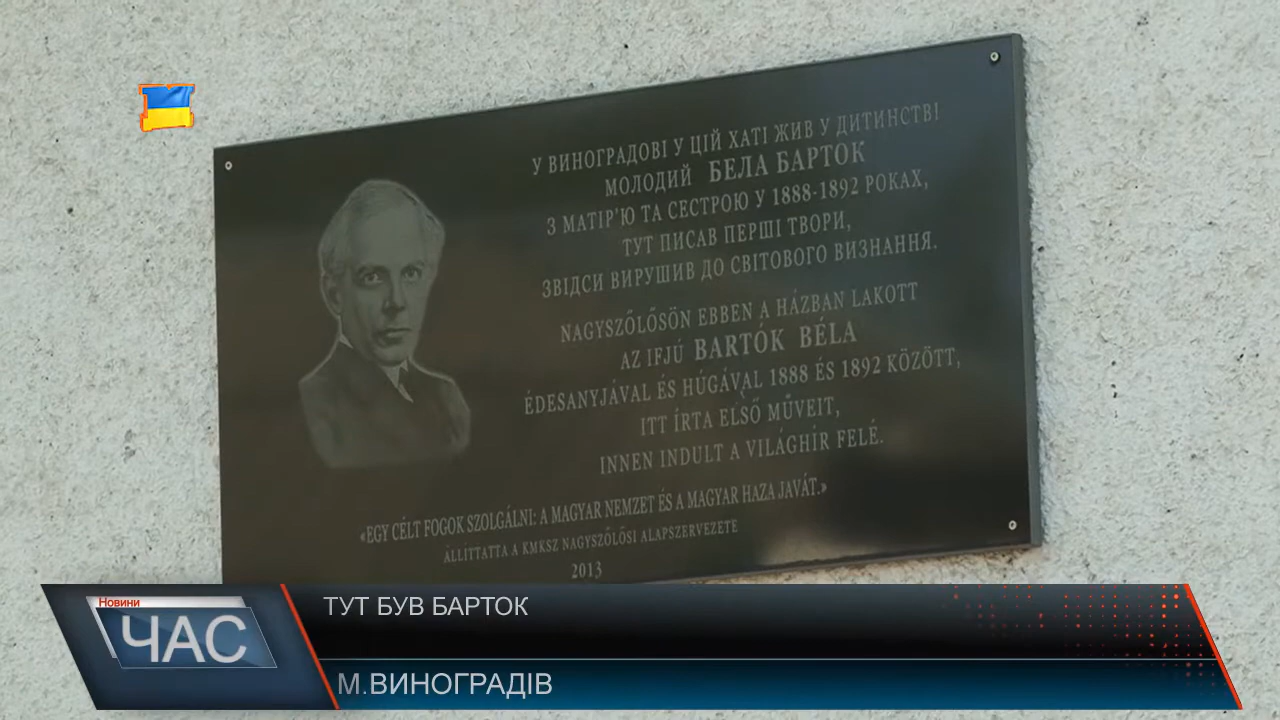 У ВИНОГРАДОВІ У ЦІЙ ХАТІ ЖИВ У ДИТИНСТВІ
МОЛОДИЙ БЕЛА БАРТОК
З МАТІР'Ю ТА СЕСТРОЮ У 1888-1892 РОКАХ,
ТУТ ПИСАВ ПЕРШІ ТВОРИ,
ЗВІДСИ ВИРУШИВ ДО СВІТОВОГО ВИЗНАННЯ.
NAGYSZŐLŐSÖN EBBEN A HÁZBAN LAKOTT
AZ IFJÚ BARTÓK BÉLA
ÉDESANYJÁVAL ÉS HÚGÁVAL 1888 ÉS 1892 KÖZÖTT,
ITT ÍRTA ELSŐ MŰVEIT,
INNEN INDULT A VILÁGHÍR FELÉ.
«EGY CÉLT FOGOK SZOLGÁLNI: A MAGYAR NEMZET ÉS A MAGYAR HAZA JAVÁT.»
ÁLLÍTTATTA A KMKSZ NAGYSZŐLŐSI ALAPSZERVEZETE
2013
Новини
ЧАС
ТУТ БУВ БАРТОК
М.ВИНОГРАДІВ